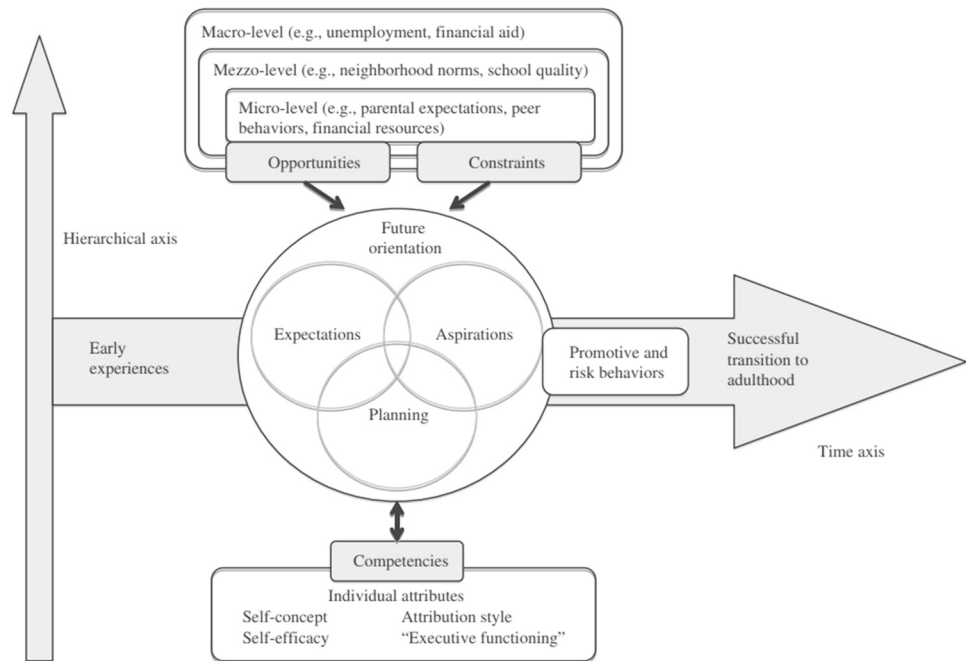 Macro-level (e.g., unemployment, financial aid)
Mezzo-level (e.g., neighborhood norms, school quality)
Micro-level (e.g., parental expectations, peer
behaviors, financial resources)
Opportunities
Constraints
Hierarchical axis
Future
orientation
Expectations
Aspirations
Planning
Early
experiences
Promotive and
risk behaviors
Successful
transition to
adulthood
Time axis
Competencies
Individual attributes
Self-concept
Attribution style
Self-efficacy
“Executive functioning”